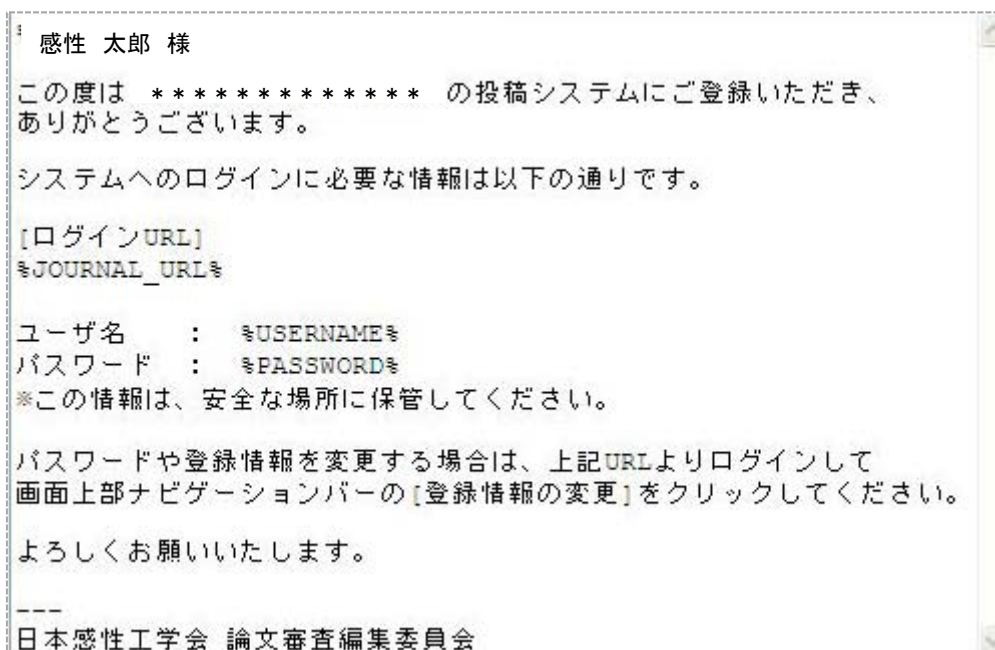 感性 太郎 様
この度は ************* の投稿システムにご登録いただき、
ありがとうございます。
システムへのログインに必要な情報は以下の通りです。
[ログインURL]
%JOURNAL_URL%
ユーザ名 : %USERNAME%
パスワード : %PASSWORD%
※この情報は、安全な場所に保管してください。
パスワードや登録情報を変更する場合は、上記URLよりログインして
画面上部ナビゲーションバーの[登録情報の変更]をクリックしてください。
よろしくお願いいたします。
---
日本感性工学会 論文審査編集委員会